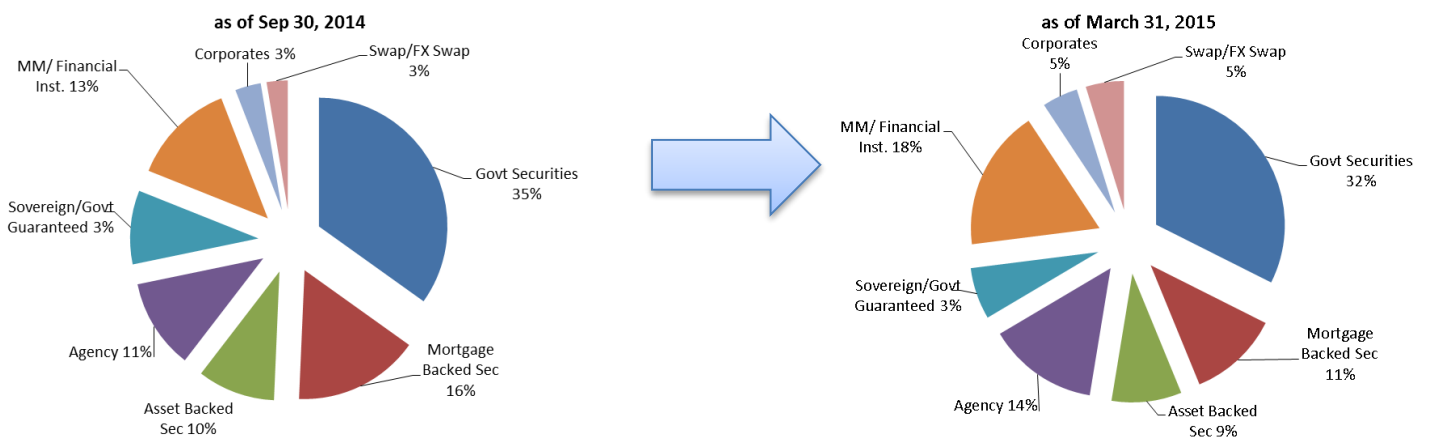 as of Sep 30, 2014
Corporates 3%
Swap/FX Swap
3%
MM/ Financial
Inst. 13%
Govt Securities
35%
Sovereign/Govt
Guaranteed 3%
Agency 11%
Mortgage
Backed Sec
16%
Asset Backed
Sec 10%
as of March 31, 2015
Corporates
5%
Swap/FX Swap
5%
MM/ Financial
Inst. 18%
Govt Securities
32%
Sovereign/Govt
Guaranteed 3%
Mortgage
Backed Sec
11%
Agency 14%
Asset Backed
Sec 9%